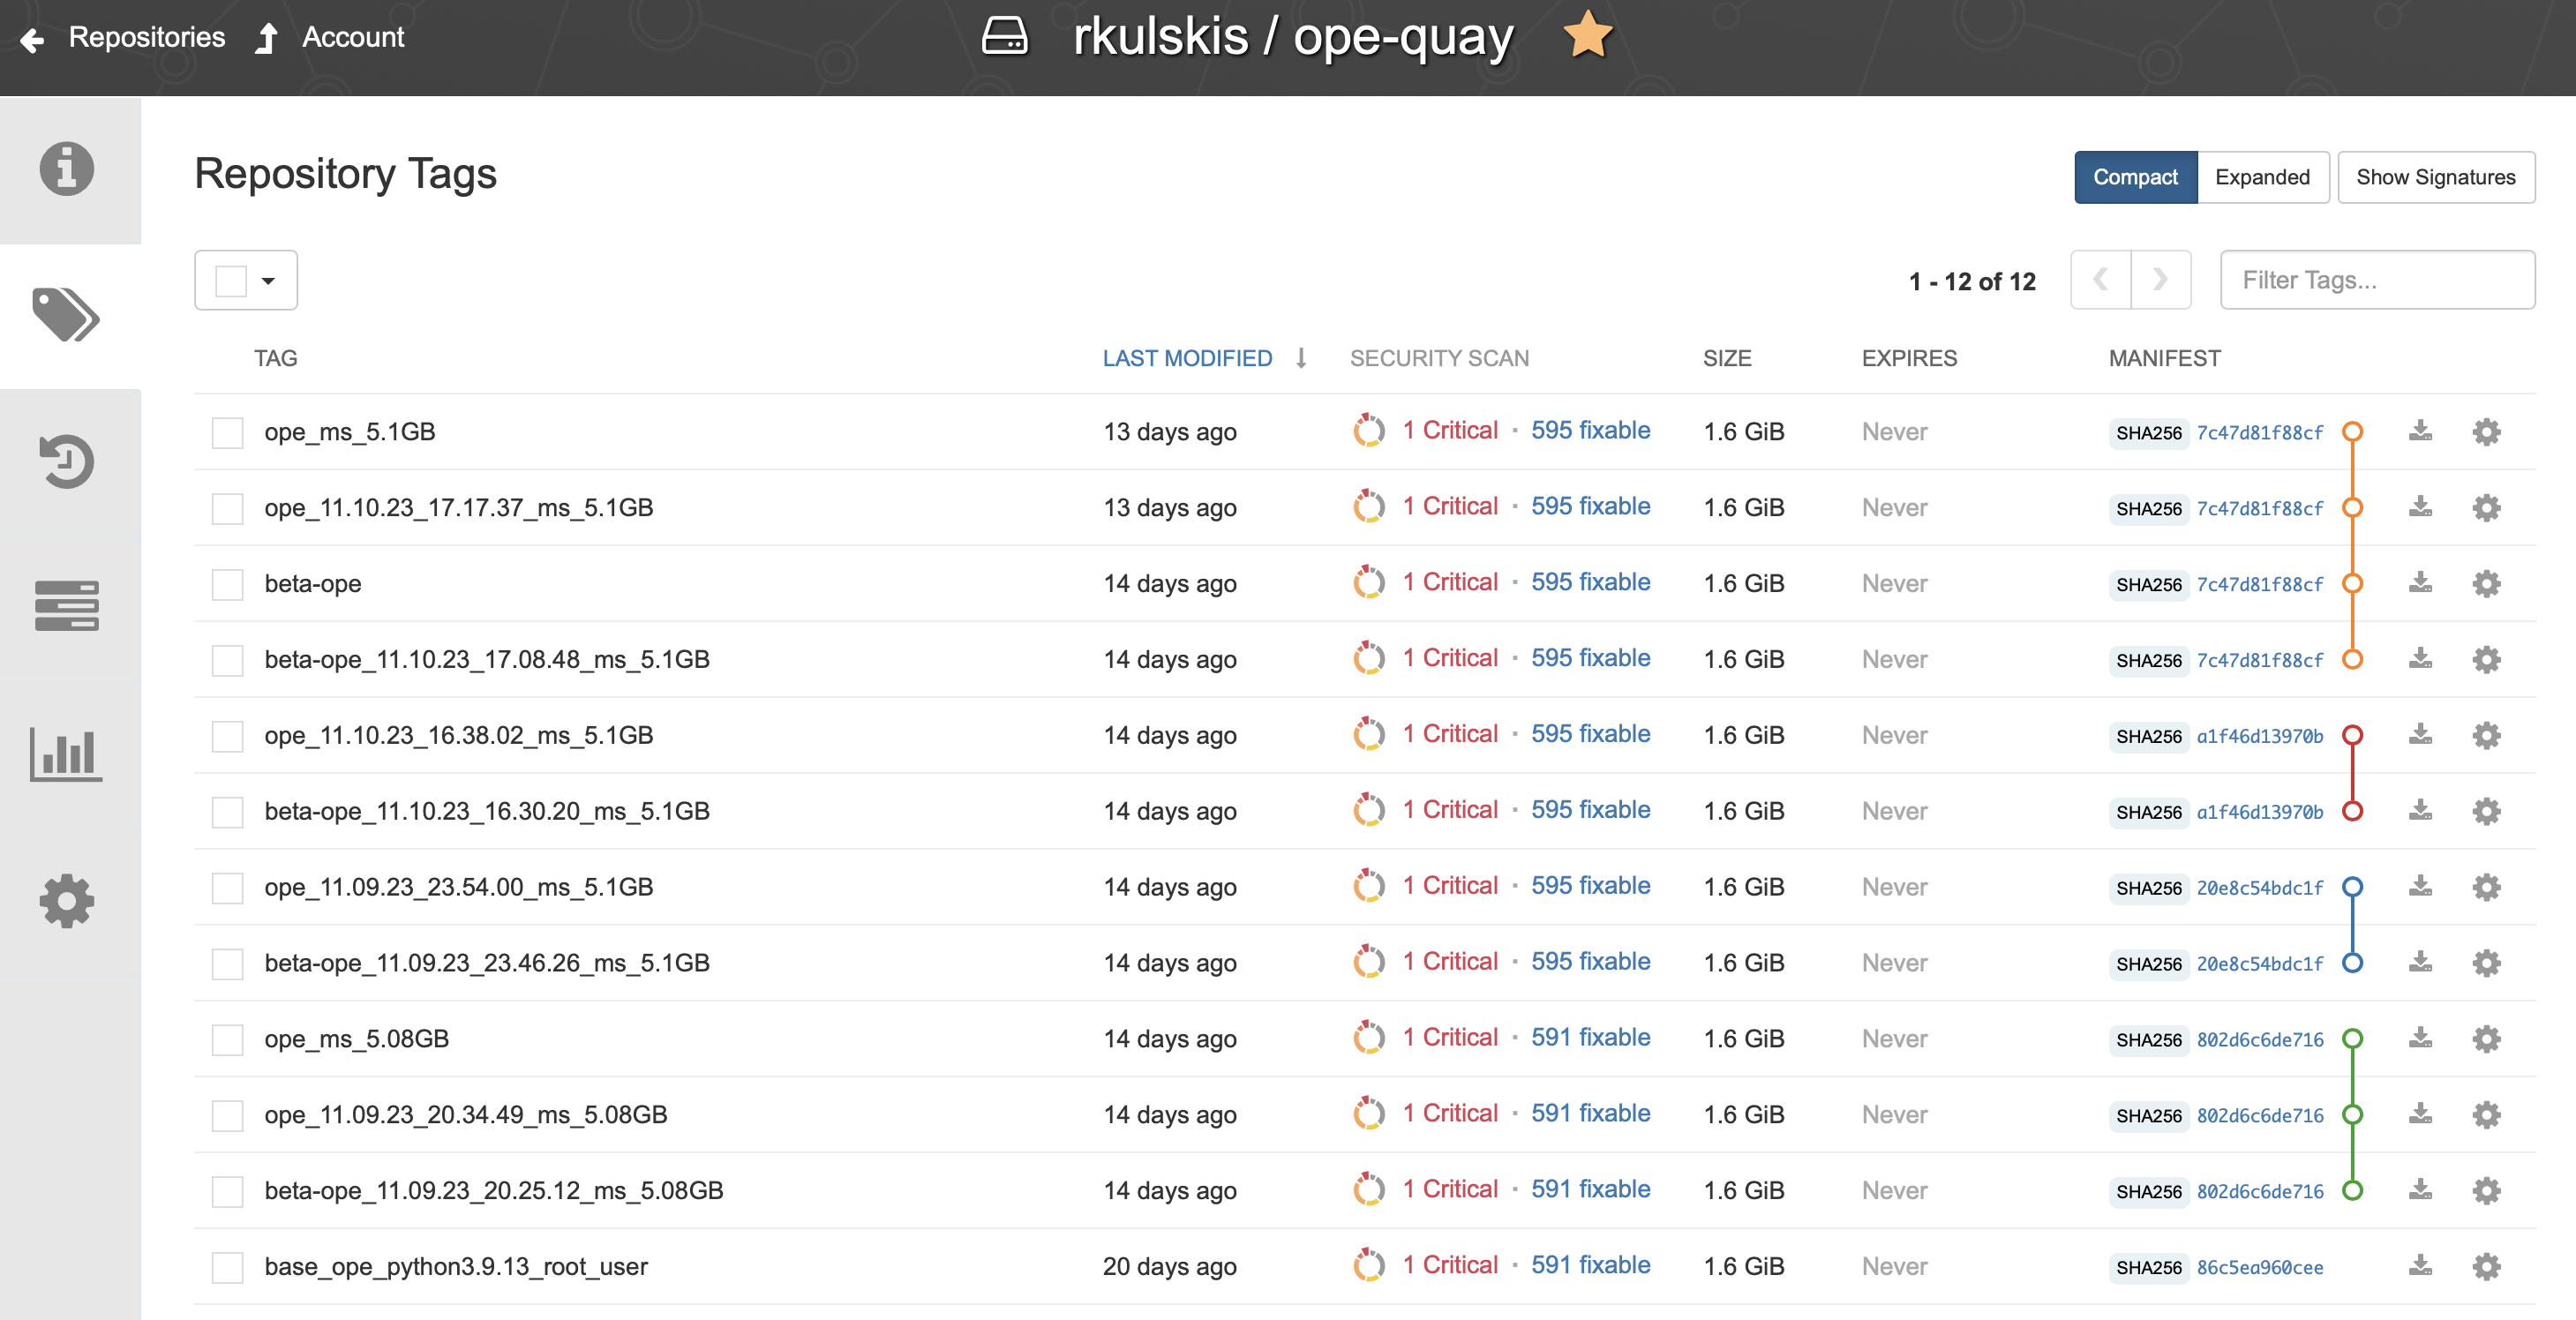 Repositories Account rkulskis / ope-quay
Repository Tags Compact Expanded Show Signatures
1 - 12 of 12 Filter Tags...
TAG LAST MODIFIED SECURITY SCAN SIZE EXPIRES MANIFEST
ope_ms_5.1GB 13 days ago 1 Critical · 595 fixable 1.6 GiB Never SHA256 7c47d81f88cf
ope_11.10.23_17.17.37_ms_5.1GB 13 days ago 1 Critical · 595 fixable 1.6 GiB Never SHA256 7c47d81f88cf
beta-ope 14 days ago 1 Critical · 595 fixable 1.6 GiB Never SHA256 7c47d81f88cf
beta-ope_11.10.23_17.08.48_ms_5.1GB 14 days ago 1 Critical · 595 fixable 1.6 GiB Never SHA256 7c47d81f88cf
ope_11.10.23_16.38.02_ms_5.1GB 14 days ago 1 Critical · 595 fixable 1.6 GiB Never SHA256 a1f46d13970b
beta-ope_11.10.23_16.30.20_ms_5.1GB 14 days ago 1 Critical · 595 fixable 1.6 GiB Never SHA256 a1f46d13970b
ope_11.09.23_23.54.00_ms_5.1GB 14 days ago 1 Critical · 595 fixable 1.6 GiB Never SHA256 20e8c54bdc1f
beta-ope_11.09.23_23.46.26_ms_5.1GB 14 days ago 1 Critical · 595 fixable 1.6 GiB Never SHA256 20e8c54bdc1f
ope_ms_5.08GB 14 days ago 1 Critical · 591 fixable 1.6 GiB Never SHA256 802d6c6de716
ope_11.09.23_20.34.49_ms_5.08GB 14 days ago 1 Critical · 591 fixable 1.6 GiB Never SHA256 802d6c6de716
beta-ope_11.09.23_20.25.12_ms_5.08GB 14 days ago 1 Critical · 591 fixable 1.6 GiB Never SHA256 802d6c6de716
base_ope_python3.9.13_root_user 20 days ago 1 Critical · 591 fixable 1.6 GiB Never SHA256 86c5ea960cee